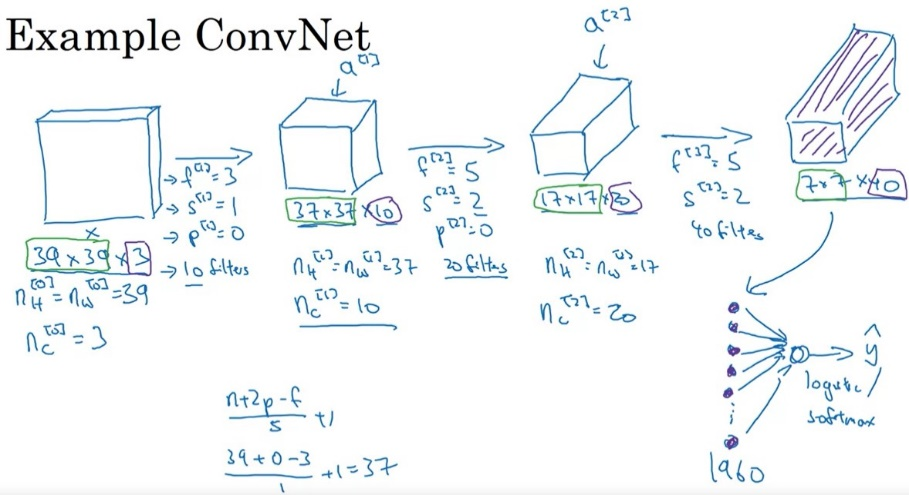 Example ConvNet
a^[1]
a^[2]
x
39 x 39 x 3
n_H^[0] = n_W^[0] = 39
n_C^[0] = 3
→ f^[1] = 3
→ s^[1] = 1
→ p^[1] = 0
→ 10 filters
37 x 37 x 10
n_H^[1] = n_W^[1] = 37
n_C^[1] = 10
f^[2] = 5
s^[2] = 2
p^[2] = 0
20 filters
17 x 17 x 20
n_H^[2] = n_W^[2] = 17
n_C^[2] = 20
f^[3] = 5
s^[3] = 2
40 filters
7 x 7 x 40
1960
ŷ
logistic /
softmax
n+2p-f
s
+1
39+0-3
1
+1=37